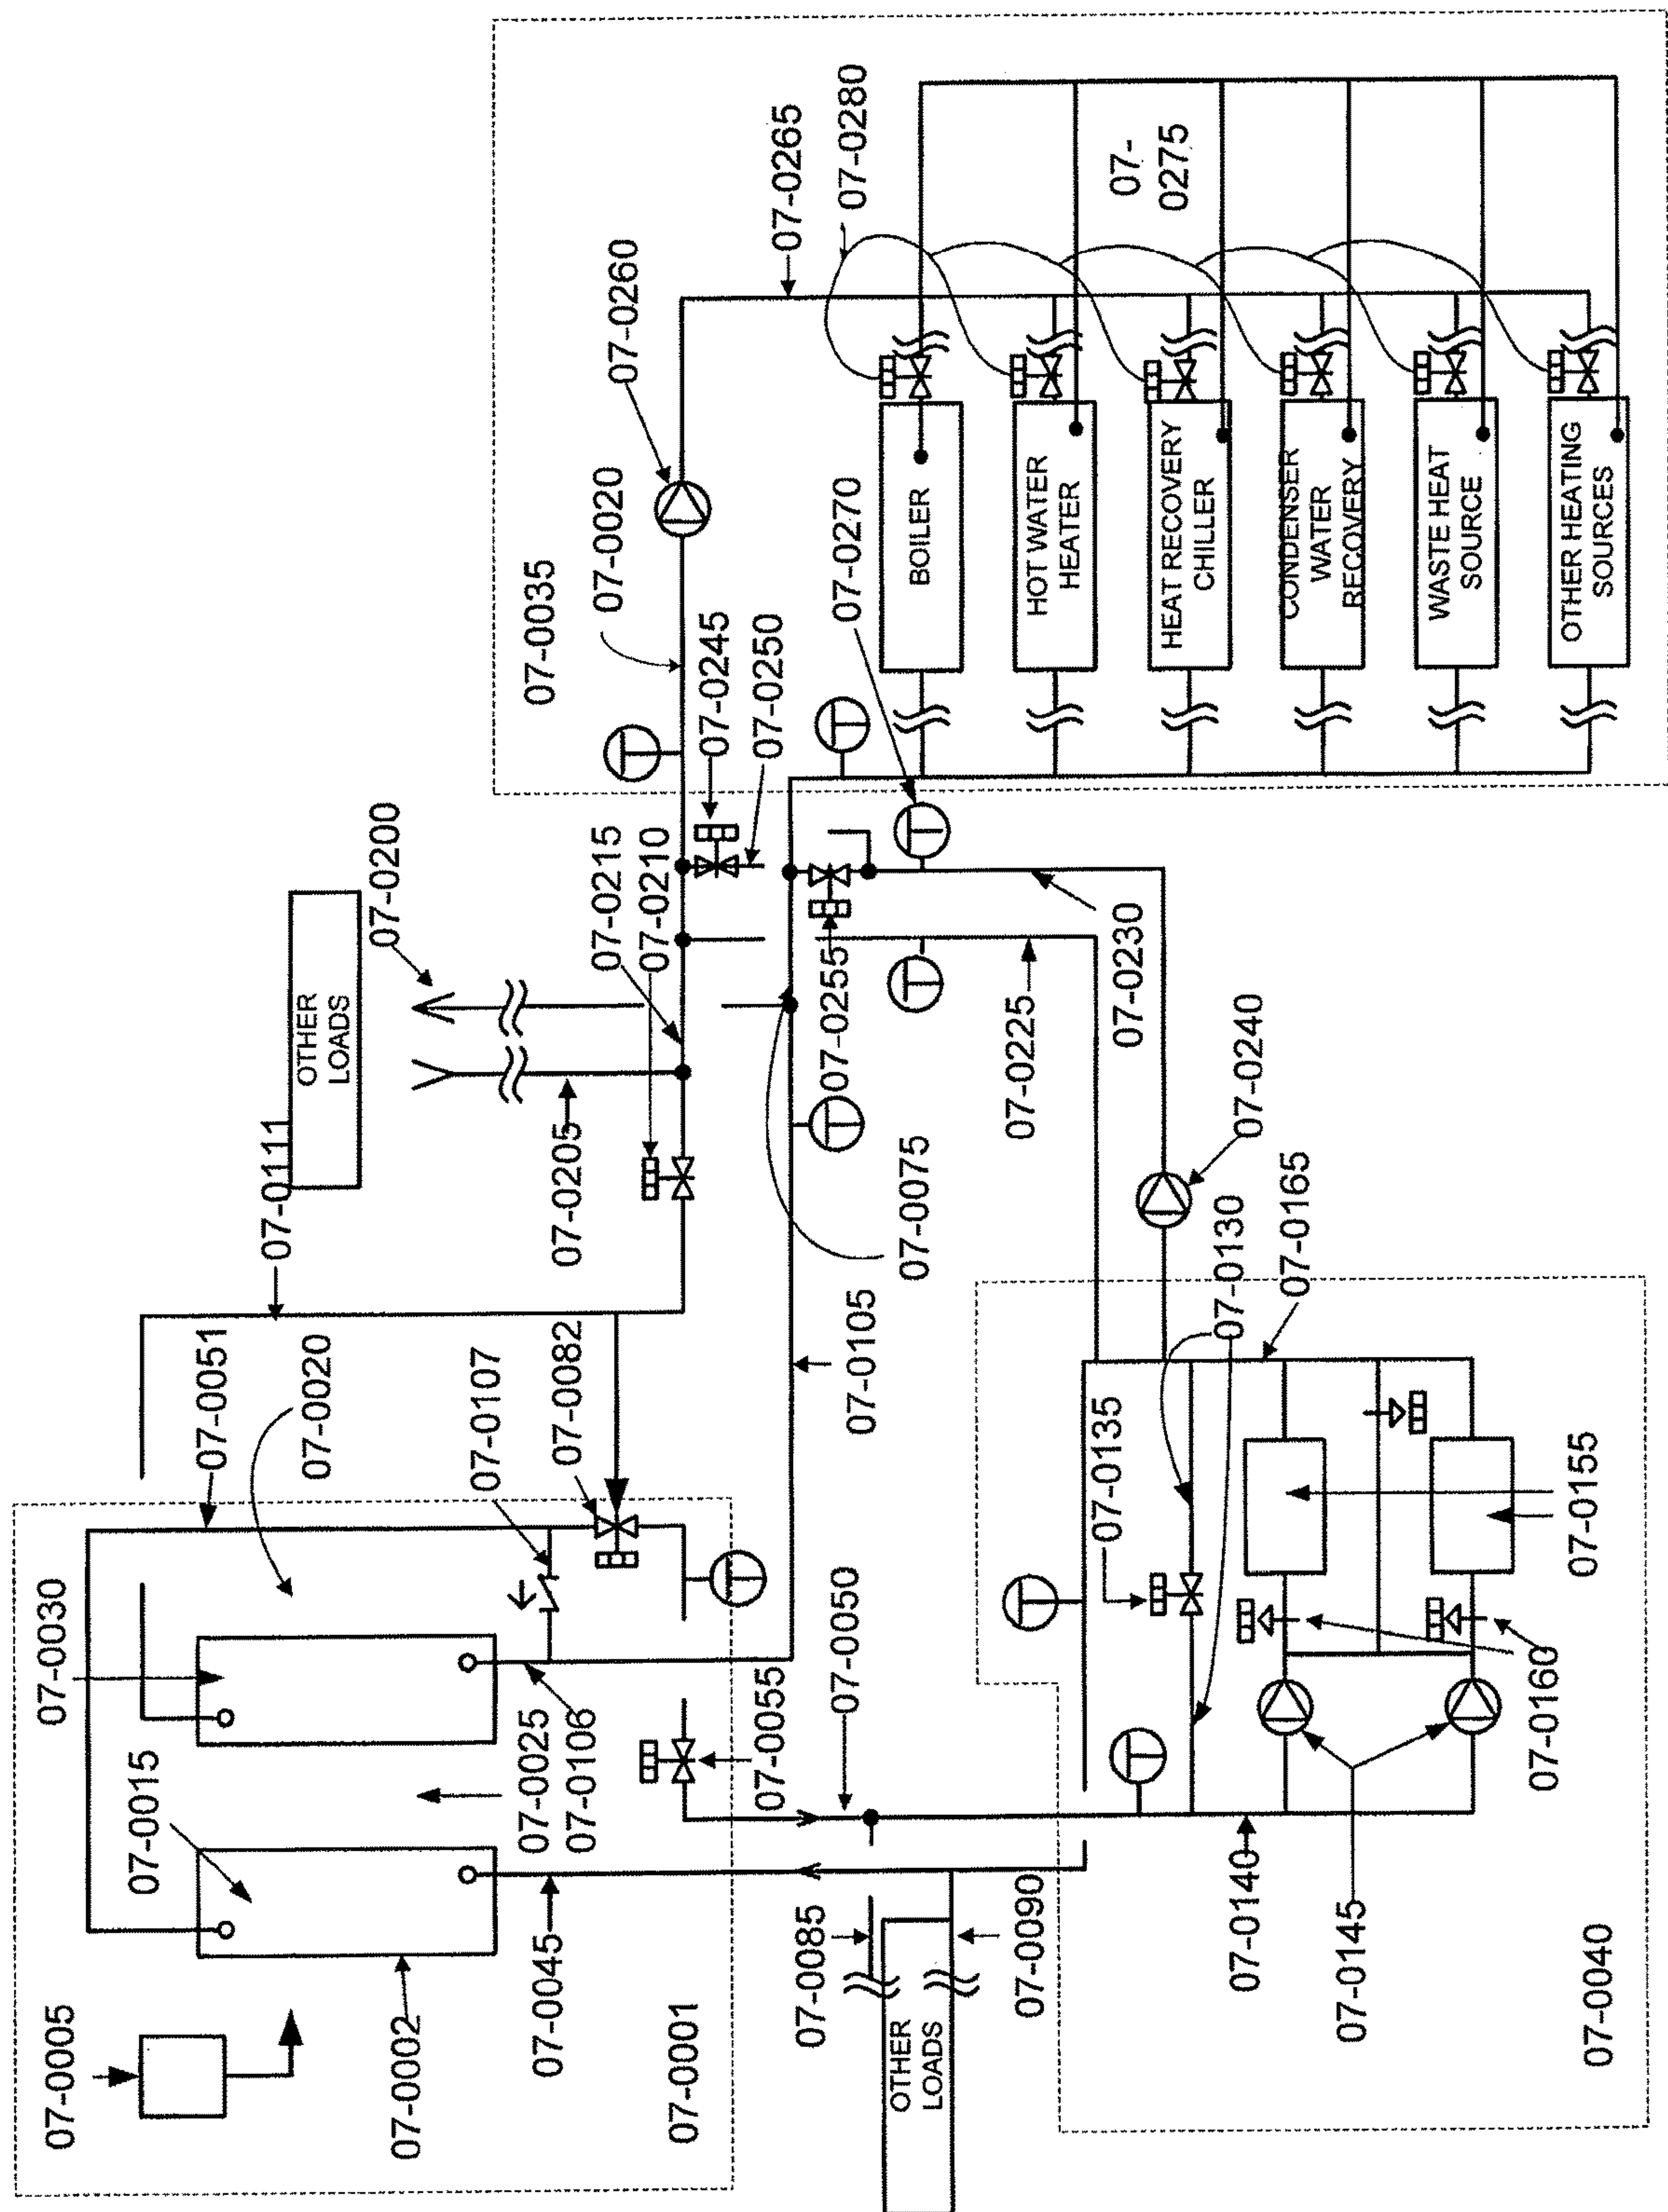 07-0005
07-0030
07-0015
07-0051
07-0111
07-0020
OTHER
LOADS
07-0200
07-0002
07-0107
07-0025
07-0106
07-0045
07-0082
07-0205
07-0035
07-0215
07-0210
07-0020
07-0260
07-0001
07-0245
07-0250
07-0055
07-0265
07-0085
07-0050
07-0105
07-0255
07-0270
07-0280
OTHER
LOADS
07-0075
BOILER
07-0090
07-0225
HOT WATER
HEATER
07-0135
07-0230
07-
0275
HEAT RECOVERY
CHILLER
07-0140
07-0130
07-0240
07-0165
CONDENSER
WATER
RECOVERY
07-0145
WASTE HEAT
SOURCE
07-0160
07-0155
OTHER HEATING
SOURCES
07-0040
T
T
T
T
T
T
T
T